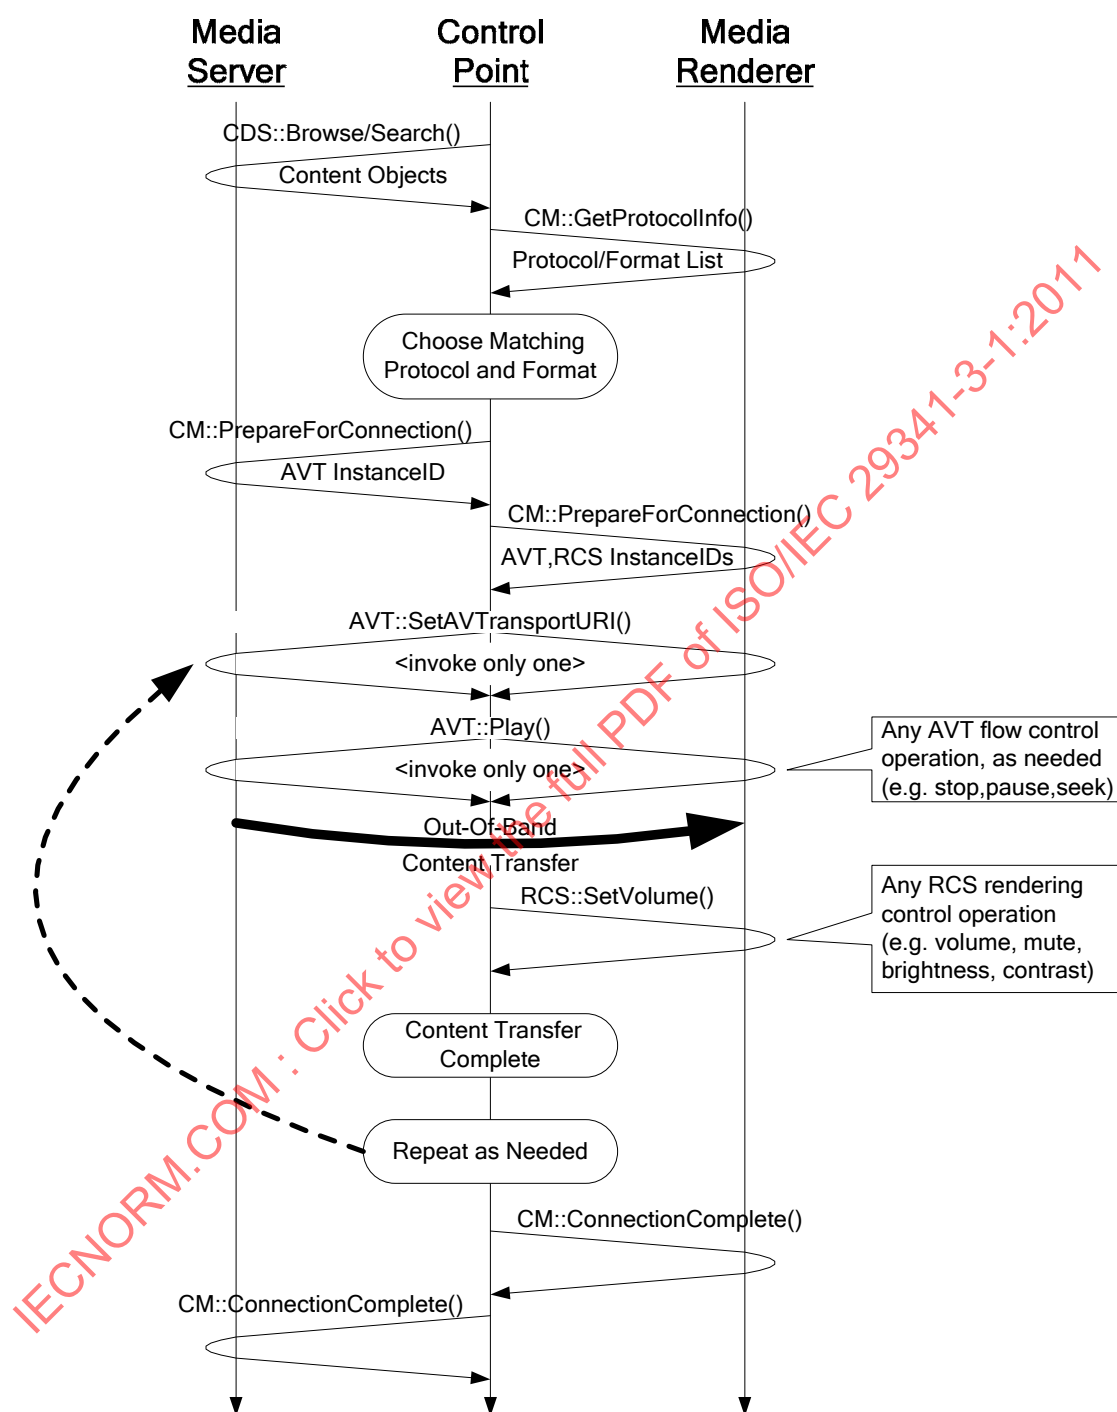 Media
Server
Control
Point
Media
Renderer
CDS::Browse/Search()
Content Objects
CM::GetProtocolInfo()
Protocol/Format List
Choose Matching
Protocol and Format
CM::PrepareForConnection()
AVT InstanceID
CM::PrepareForConnection()
AVT,RCS InstanceIDs
AVT::SetAVTransportURI()
<invoke only one>
AVT::Play()
<invoke only one>
Any AVT flow control
operation, as needed
(e.g. stop,pause,seek)
Out-Of-Band
Content Transfer
RCS::SetVolume()
Any RCS rendering
control operation
(e.g. volume, mute,
brightness, contrast)
Content Transfer
Complete
Repeat as Needed
CM::ConnectionComplete()
CM::ConnectionComplete()
IECNORM.COM : Click to view the full PDF of ISO/IEC 29341-3-1:2011